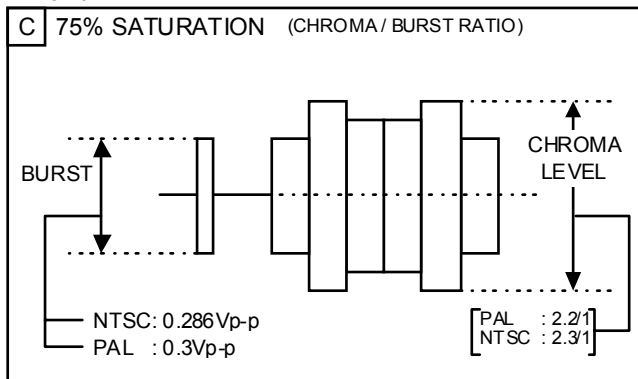 C 75% SATURATION (CHROMA / BURST RATIO)
BURST
CHROMA
LEVEL
NTSC: 0.286Vp-p
PAL : 0.3Vp-p
PAL : 2.2/1
NTSC : 2.3/1